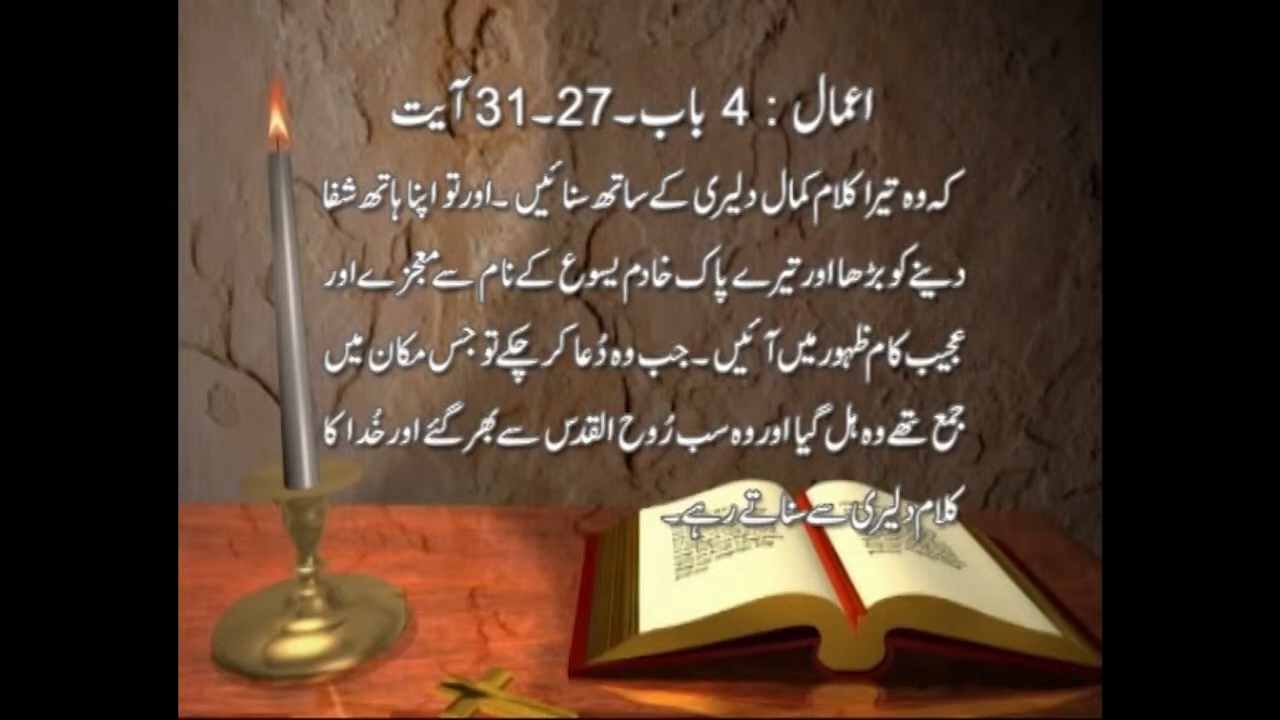 اعمال : 4 باب۔27۔31 آیت
کہ وہ تیرا کلام کمال دلیری کے ساتھ سنائیں۔اور تو اپنا ہاتھ شفا
دینے کو بڑھا اور تیرے پاک خادم یسوع کے نام سے معجزے اور
عجیب کام ظہور میں آئیں۔جب وہ دُعا کر چکے تو جس مکان میں
جمع تھے وہ ہل گیا اور وہ سب رُوح القدس سے بھر گئے اور خُدا کا
کلام دلیری سے سناتے رہے۔